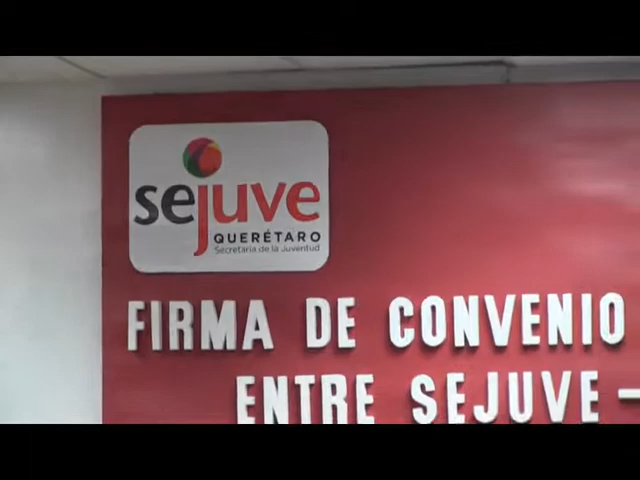 sejuve
QUERÉTARO
Secretaría de la Juventud
FIRMA DE CONVENIO
ENTRE SEJUVE –